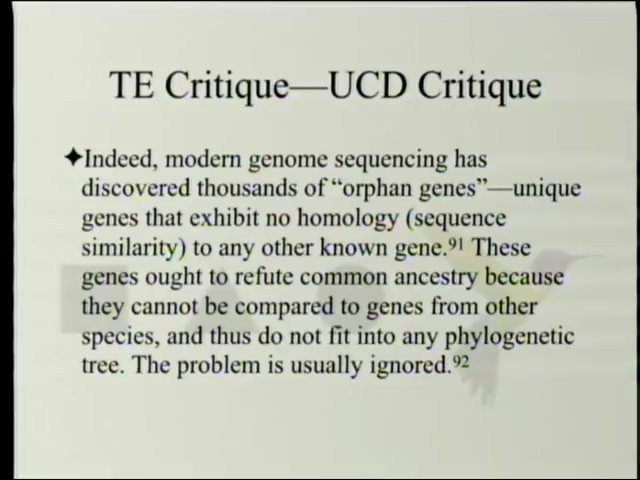 TE Critique—UCD Critique
✦Indeed, modern genome sequencing has
discovered thousands of “orphan genes”—unique
genes that exhibit no homology (sequence
similarity) to any other known gene.⁹¹ These
genes ought to refute common ancestry because
they cannot be compared to genes from other
species, and thus do not fit into any phylogenetic
tree. The problem is usually ignored.⁹²